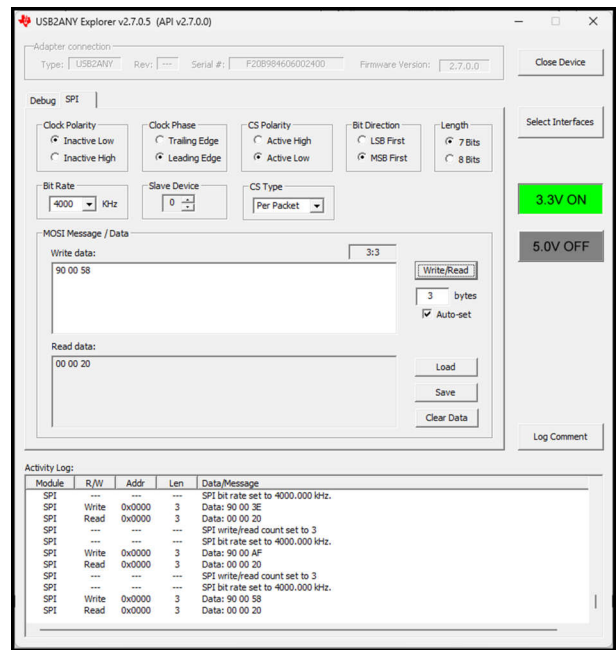 USB2ANY Explorer v2.7.0.5 (API v2.7.0.0)
Adapter connection
Type: USB2ANY Rev: --- Serial #: F20B984606002400 Firmware Version: 2.7.0.0
Close Device
Debug SPI
Select Interfaces
Clock Polarity
Inactive Low
Inactive High
Clock Phase
Trailing Edge
Leading Edge
CS Polarity
Active High
Active Low
Bit Direction
LSB First
MSB First
Length
7 Bits
8 Bits
Bit Rate
4000 KHz
Slave Device
0
CS Type
Per Packet
3.3V ON
5.0V OFF
MOSI Message / Data
Write data:
3:3
90 00 58
Write/Read
3 bytes
Auto-set
Read data:
00 00 20
Load
Save
Clear Data
Log Comment
Activity Log:
Module R/W Addr Len Data/Message
SPI --- --- --- SPI bit rate set to 4000.000 kHz.
SPI Write 0x0000 3 Data: 90 00 3E
SPI Read 0x0000 3 Data: 00 00 20
SPI --- --- --- SPI write/read count set to 3
SPI --- --- --- SPI bit rate set to 4000.000 kHz.
SPI Write 0x0000 3 Data: 90 00 AF
SPI Read 0x0000 3 Data: 00 00 20
SPI --- --- --- SPI write/read count set to 3
SPI --- --- --- SPI bit rate set to 4000.000 kHz.
SPI Write 0x0000 3 Data: 90 00 58
SPI Read 0x0000 3 Data: 00 00 20